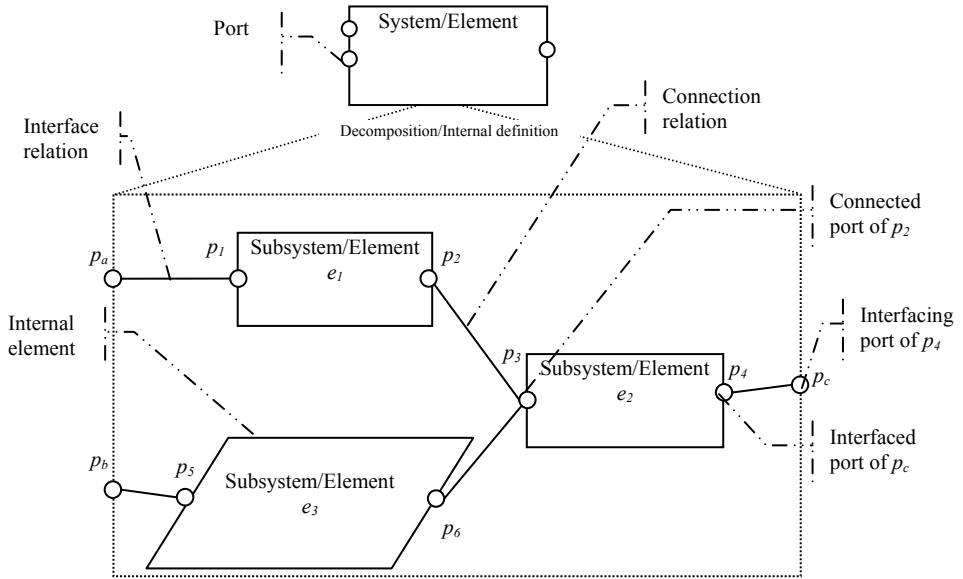 Port
System/Element
Connection
relation
Interface
relation
Decomposition/Internal definition
Connected
port of p2
pa
p1
Subsystem/Element
e1
p2
Internal
element
Interfacing
port of p4
p3
Subsystem/Element
e2
p4
pc
Interfaced
port of pc
pb
p5
Subsystem/Element
e3
p6